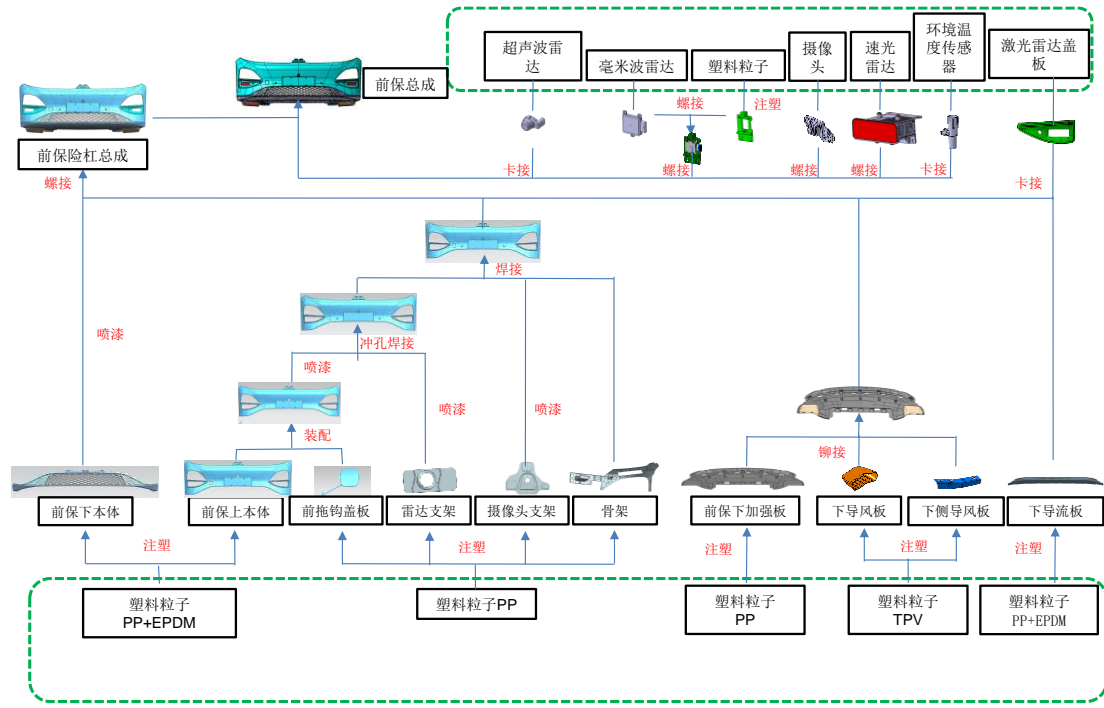 超声波雷
达
毫米波雷达
塑料粒子
摄像
头
速光
雷达
环境温
度传感
器
激光雷达盖
板
前保总成
螺接
注塑
前保险杠总成
螺接
卡接
螺接
螺接
螺接
卡接
卡接
焊接
喷漆
冲孔焊接
喷漆
喷漆
喷漆
装配
铆接
前保下本体
前保上本体
前拖钩盖板
雷达支架
摄像头支架
骨架
前保下加强板
下导风板
下侧导风板
下导流板
注塑
注塑
注塑
注塑
注塑
塑料粒子
PP+EPDM
塑料粒子PP
塑料粒子
PP
塑料粒子
TPV
塑料粒子
PP+EPDM